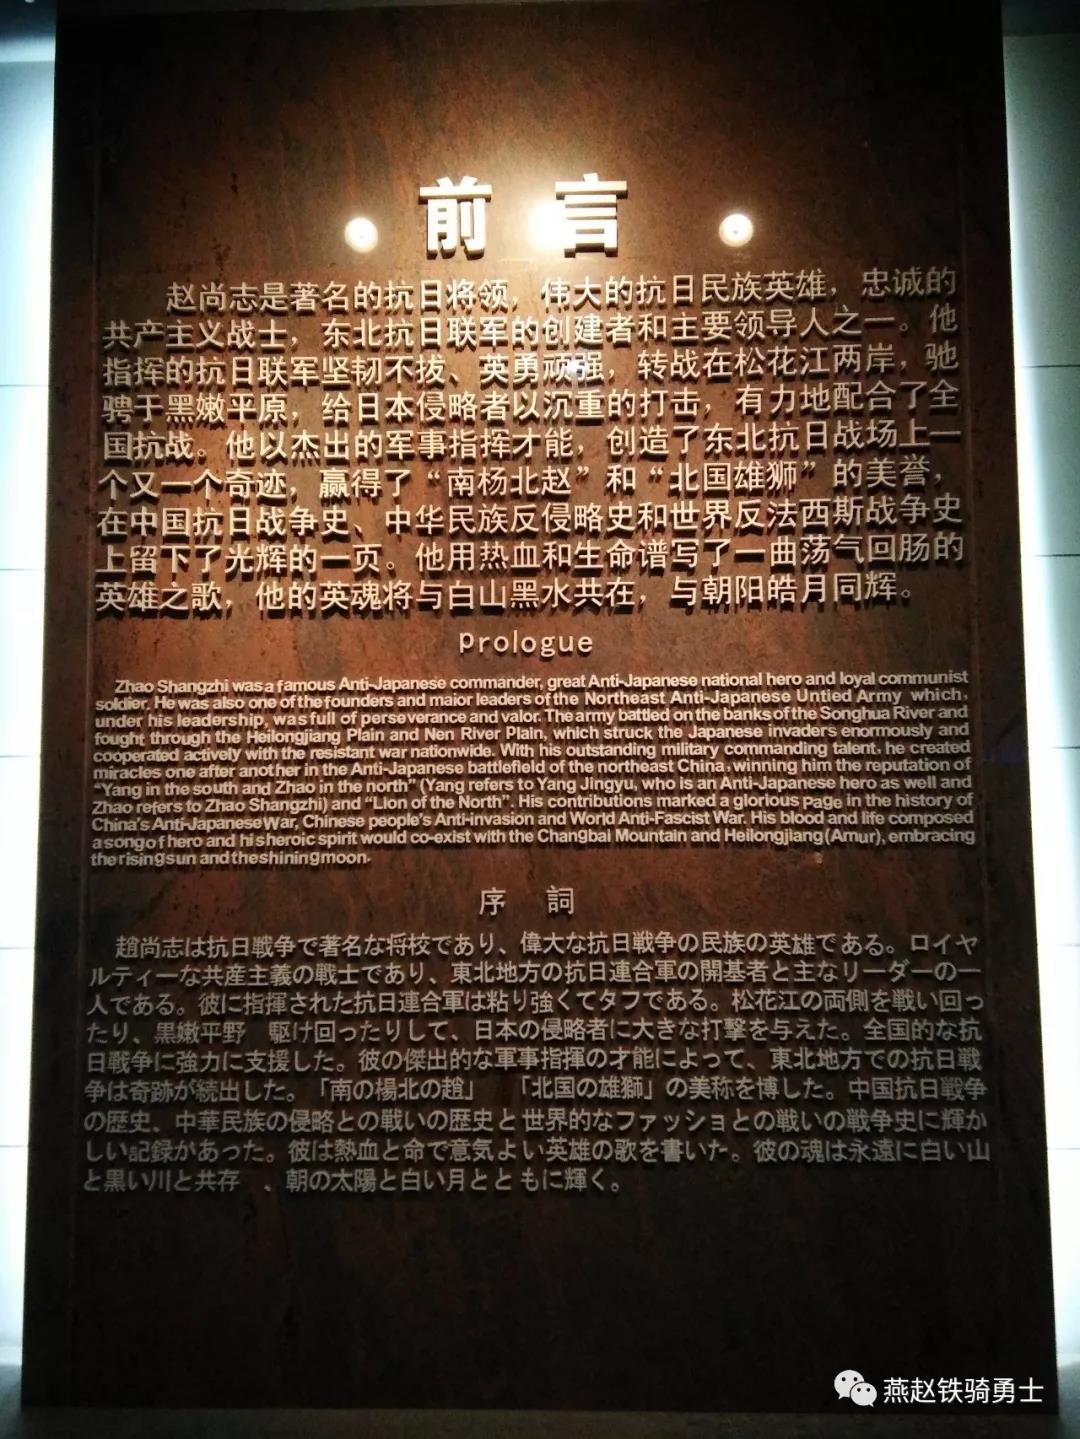 前言
赵尚志是著名的抗日将领，伟大的抗日民族英雄，忠诚的
共产主义战士，东北抗日联军的创建者和主要领导人之一。他
指挥的抗日联军坚韧不拔、英勇顽强，转战在松花江两岸，驰
骋于黑嫩平原，给日本侵略者以沉重的打击，有力地配合了全
国抗战。他以杰出的军事指挥才能，创造了东北抗日战场上一
个又一个奇迹，赢得了“南杨北赵”和“北国雄狮”的美誉，
在中国抗日战争史、中华民族反侵略史和世界反法西斯战争史
上留下了光辉的一页。他用热血和生命谱写了一曲荡气回肠的
英雄之歌，他的英魂将与白山黑水共在，与朝阳皓月同辉。
Prologue
Zhao Shangzhi was a famous Anti-Japanese commander, great Anti-Japanese national hero and loyal communist
soldier. He was also one of the founders and maior leaders of the Northeast Anti-Japanese Untied Army which,
under his leadership, was full of perseverance and valor. The army battled on the banks of the Songhua River and
fought through the Heilongjiang Plain and Nen River Plain, which struck the Japanese invaders enormously and
cooperated actively with the resistant war nationwide. With his outstanding military commanding talent, he created
miracles one after another in the Anti-Japanese battlefield of the northeast China, winning him the reputation of
“Yang in the south and Zhao in the north” (Yang refers to Yang Jingyu, who is an Anti-Japanese hero as well and
Zhao refers to Zhao Shangzhi) and “Lion of the North”. His contributions marked a glorious page in the history of
China's Anti-Japanese War, Chinese people's Anti-invasion and World Anti-Fascist War. His blood and life composed
a song of hero and his heroic spirit would co-exist with the Changbai Mountain and Heilongjiang (Amur), embracing
the rising sun and the shining moon.
序詞
趙尚志は抗日戦争で著名な将校であり、偉大な抗日戦争の民族の英雄である。ロイヤ
ルティーな共産主義の戦士であり、東北地方の抗日連合軍の開基者と主なリーダーの一
人である。彼に指揮された抗日連合軍は粘り強くてタフである。松花江の両側を戦い回っ
たり、黒嫩平野 駆け回ったりして、日本の侵略者に大きな打撃を与えた。全国的な抗
日戦争に強力に支援した。彼の傑出的な軍事指揮の才能によって、東北地方での抗日戦
争は奇跡が続出した。「南の楊北の趙」 「北国の雄獅」の美称を博した。中国抗日戦争
の歴史、中華民族の侵略との戦いの歴史と世界的なファッショとの戦いの戦争史に輝か
しい記録があった。彼は熱血と命で意気よい英雄の歌を書いた。彼の魂は永遠に白い山
と黒い川と共存 、朝の太陽と白い月とともに輝く。
燕赵铁骑勇士